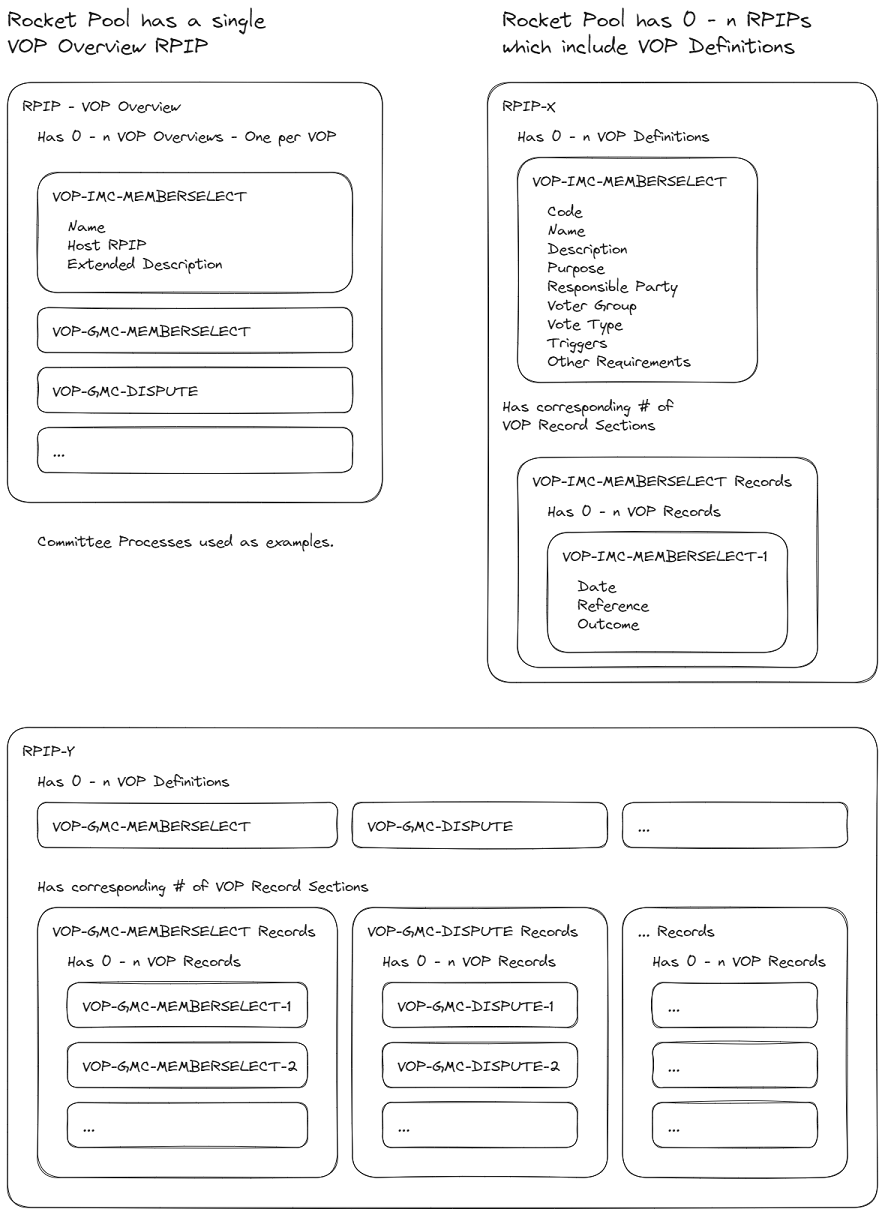 Rocket Pool has a single
VOP Overview RPIP
RPIP - VOP Overview
Has 0 - n VOP Overviews - One per VOP
VOP-IMC-MEMBERSELECT
Name
Host RPIP
Extended Description
VOP-GMC-MEMBERSELECT
VOP-GMC-DISPUTE
...
Committee Processes used as examples.
Rocket Pool has 0 - n RPIPs
which include VOP Definitions
RPIP-X
Has 0 - n VOP Definitions
VOP-IMC-MEMBERSELECT
Code
Name
Description
Purpose
Responsible Party
Voter Group
Vote Type
Triggers
Other Requirements
Has corresponding # of
VOP Record Sections
VOP-IMC-MEMBERSELECT Records
Has 0 - n VOP Records
VOP-IMC-MEMBERSELECT-1
Date
Reference
Outcome
RPIP-Y
Has 0 - n VOP Definitions
VOP-GMC-MEMBERSELECT
VOP-GMC-DISPUTE
...
Has corresponding # of VOP Record Sections
VOP-GMC-MEMBERSELECT Records
Has 0 - n VOP Records
VOP-GMC-MEMBERSELECT-1
VOP-GMC-MEMBERSELECT-2
...
VOP-GMC-DISPUTE Records
Has 0 - n VOP Records
VOP-GMC-DISPUTE-1
VOP-GMC-DISPUTE-2
...
... Records
Has 0 - n VOP Records
...
...
...